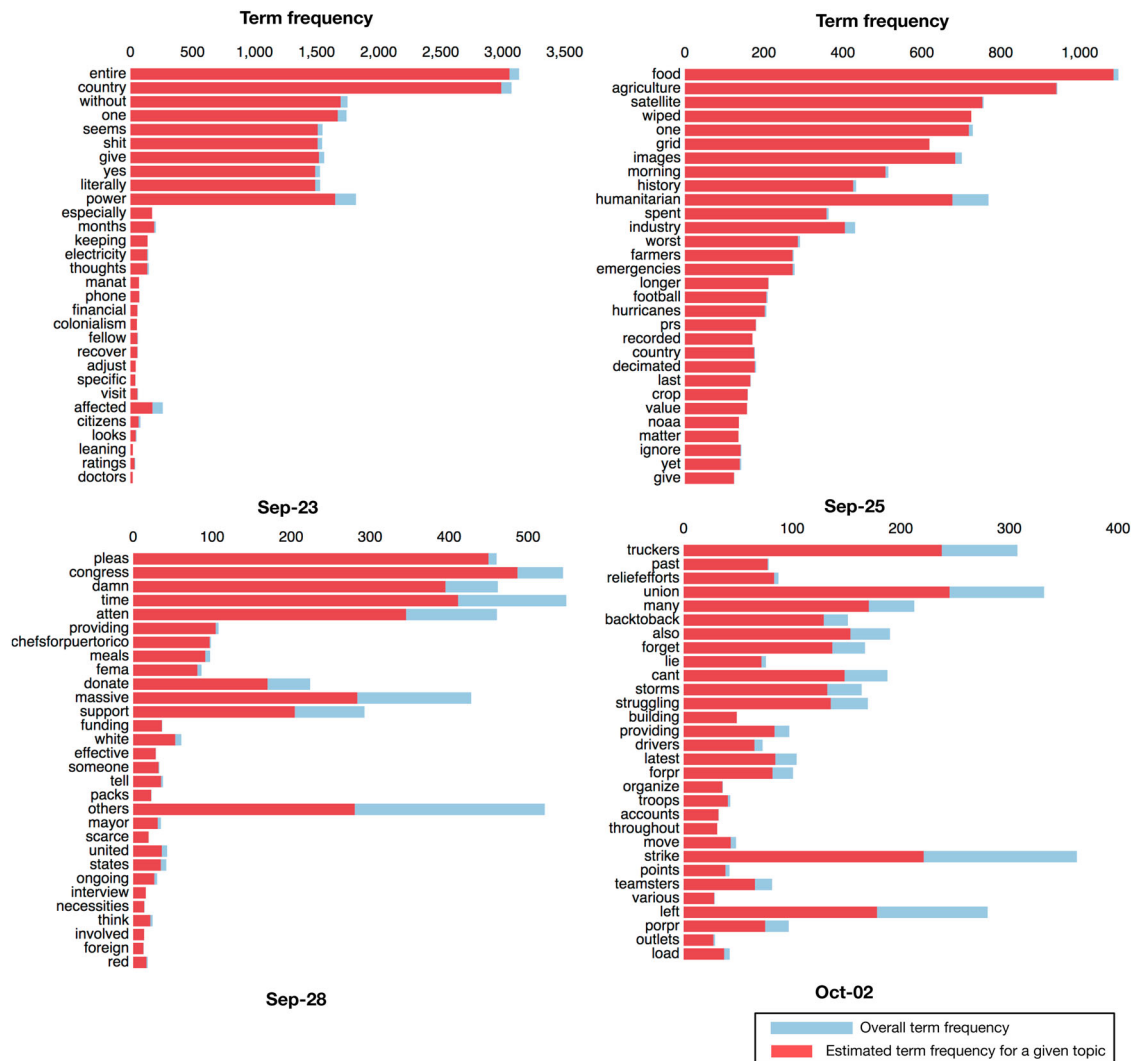 Term frequency
0 500 1,000 1,500 2,000 2,500 3,000 3,500
entire
country
without
one
seems
shit
give
yes
literally
power
especially
months
keeping
electricity
thoughts
manat
phone
financial
colonialism
fellow
recover
adjust
specific
visit
affected
citizens
looks
leaning
ratings
doctors
Sep-23
Term frequency
0 200 400 600 800 1,000
food
agriculture
satellite
wiped
one
grid
images
morning
history
humanitarian
spent
industry
worst
farmers
emergencies
longer
football
hurricanes
prs
recorded
country
decimated
last
crop
value
noaa
matter
ignore
yet
give
Sep-25
0 100 200 300 400 500
pleas
congress
damn
time
atten
providing
chefsforpuertorico
meals
fema
donate
massive
support
funding
white
effective
someone
tell
packs
others
mayor
scarce
united
states
ongoing
interview
necessities
think
involved
foreign
red
Sep-28
0 100 200 300 400
truckers
past
reliefefforts
union
many
backtoback
also
forget
lie
cant
storms
struggling
building
providing
drivers
latest
forpr
organize
troops
accounts
throughout
move
strike
points
teamsters
various
left
porpr
outlets
load
Oct-02
Overall term frequency
Estimated term frequency for a given topic